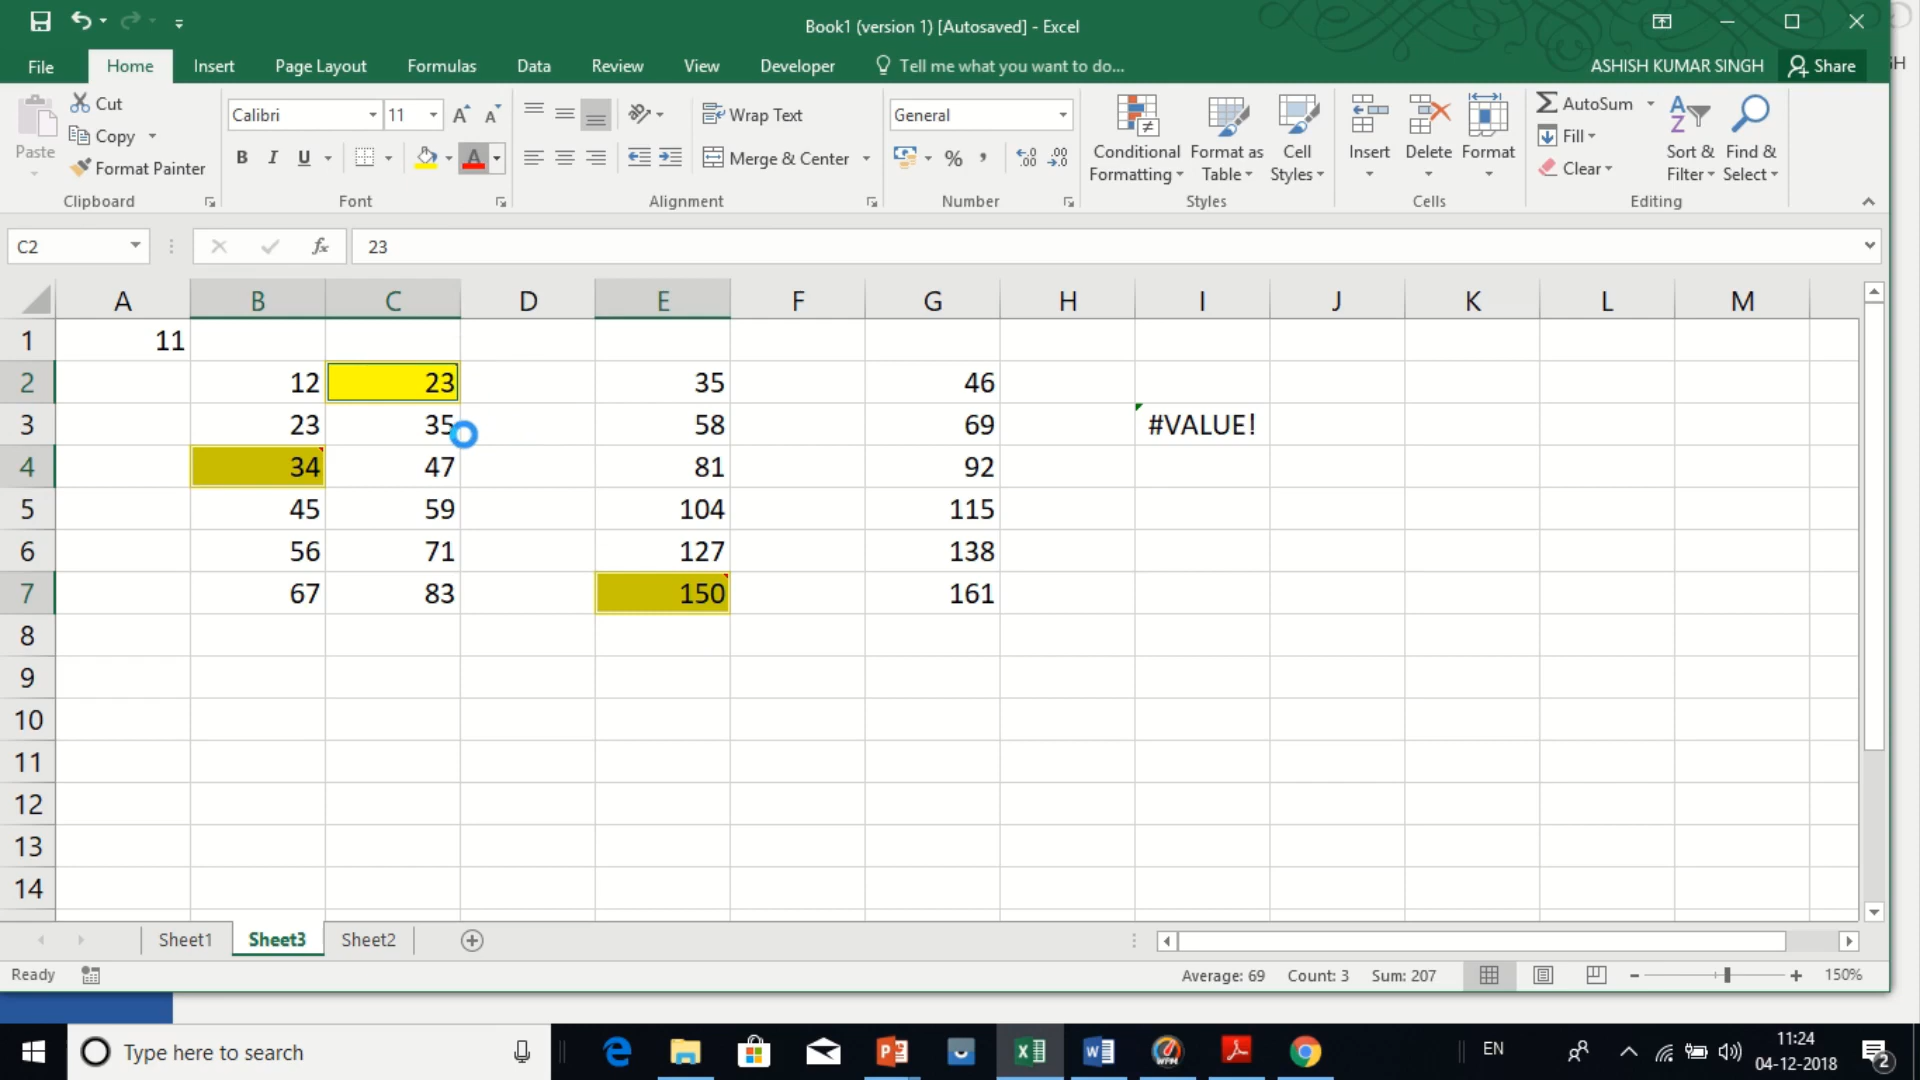 Book1 (version 1) [Autosaved] - Excel
File Home Insert Page Layout Formulas Data Review View Developer Tell me what you want to do... ASHISH KUMAR SINGH Share
Paste
Cut
Copy
Format Painter
Clipboard
Calibri 11
B I U A
Font
Wrap Text
Merge & Center
Alignment
General
%
Number
Conditional Formatting
Format as Table
Cell Styles
Styles
Insert Delete Format
Cells
AutoSum
Fill
Clear
Sort & Filter
Find & Select
Editing
C2 fx 23
A B C D E F G H I J K L M
1 11
2 12 23 35 46
3 23 35 58 69 #VALUE!
4 34 47 81 92
5 45 59 104 115
6 56 71 127 138
7 67 83 150 161
8
9
10
11
12
13
14
Sheet1 Sheet3 Sheet2
Ready Average: 69 Count: 3 Sum: 207 150%
Type here to search EN 11:24
04-12-2018 2